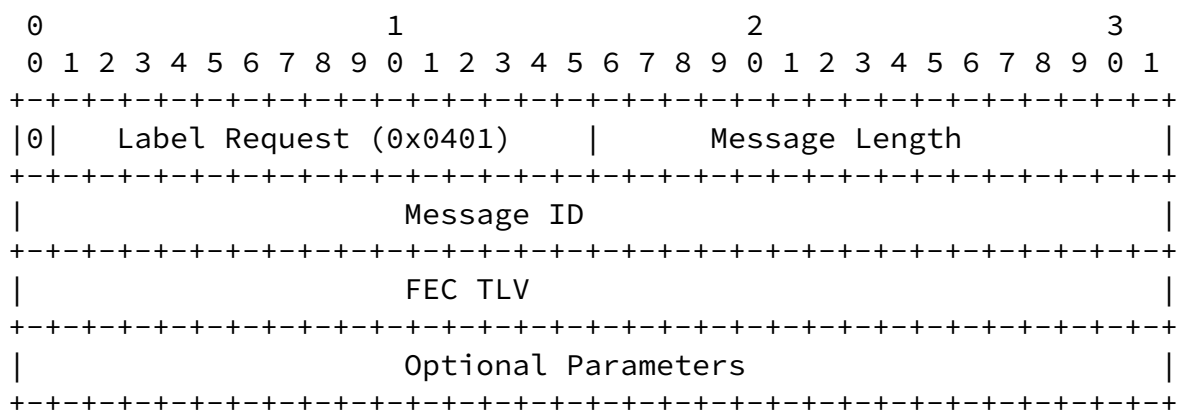 0                   1                   2                   3
 0 1 2 3 4 5 6 7 8 9 0 1 2 3 4 5 6 7 8 9 0 1 2 3 4 5 6 7 8 9 0 1
+-+-+-+-+-+-+-+-+-+-+-+-+-+-+-+-+-+-+-+-+-+-+-+-+-+-+-+-+-+-+-+-+
|0|   Label Request (0x0401)    |      Message Length           |
+-+-+-+-+-+-+-+-+-+-+-+-+-+-+-+-+-+-+-+-+-+-+-+-+-+-+-+-+-+-+-+-+
|                     Message ID                                |
+-+-+-+-+-+-+-+-+-+-+-+-+-+-+-+-+-+-+-+-+-+-+-+-+-+-+-+-+-+-+-+-+
|                     FEC TLV                                   |
+-+-+-+-+-+-+-+-+-+-+-+-+-+-+-+-+-+-+-+-+-+-+-+-+-+-+-+-+-+-+-+-+
|                     Optional Parameters                       |
+-+-+-+-+-+-+-+-+-+-+-+-+-+-+-+-+-+-+-+-+-+-+-+-+-+-+-+-+-+-+-+-+